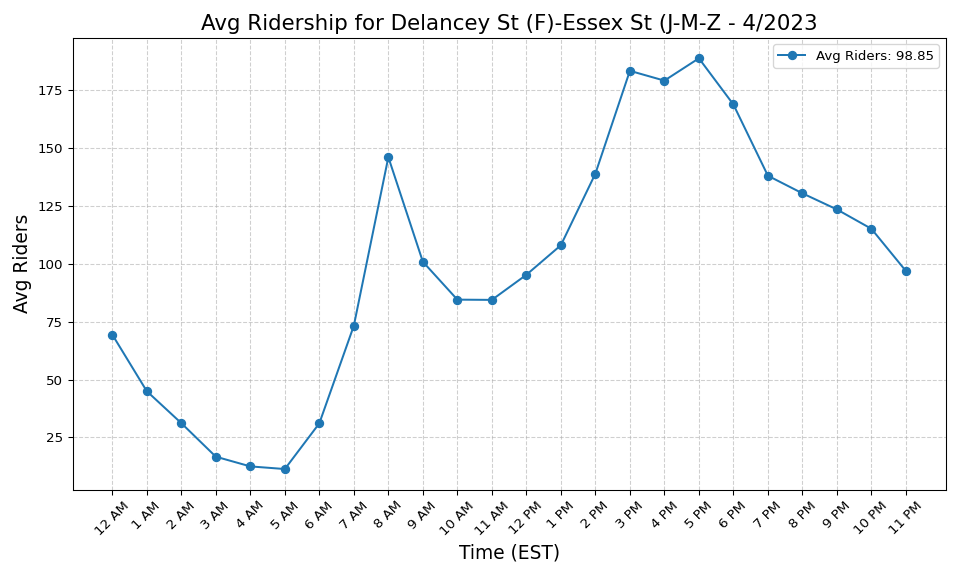 Avg Ridership for Delancey St (F)-Essex St (J-M-Z - 4/2023
Avg Riders: 98.85
Avg Riders
175
150
125
100
75
50
25
12 AM
1 AM
2 AM
3 AM
4 AM
5 AM
6 AM
7 AM
8 AM
9 AM
10 AM
11 AM
12 PM
1 PM
2 PM
3 PM
4 PM
5 PM
6 PM
7 PM
8 PM
9 PM
10 PM
11 PM
Time (EST)